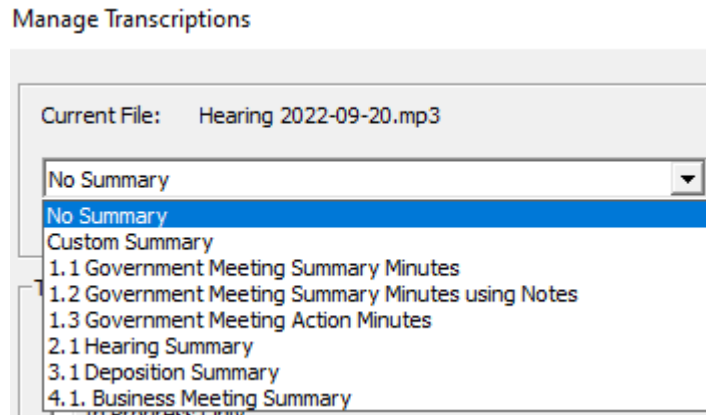 Manage Transcriptions
Current File: Hearing 2022-09-20.mp3
No Summary
No Summary
Custom Summary
1.1 Government Meeting Summary Minutes
1.2 Government Meeting Summary Minutes using Notes
1.3 Government Meeting Action Minutes
2.1 Hearing Summary
3.1 Deposition Summary
4.1. Business Meeting Summary